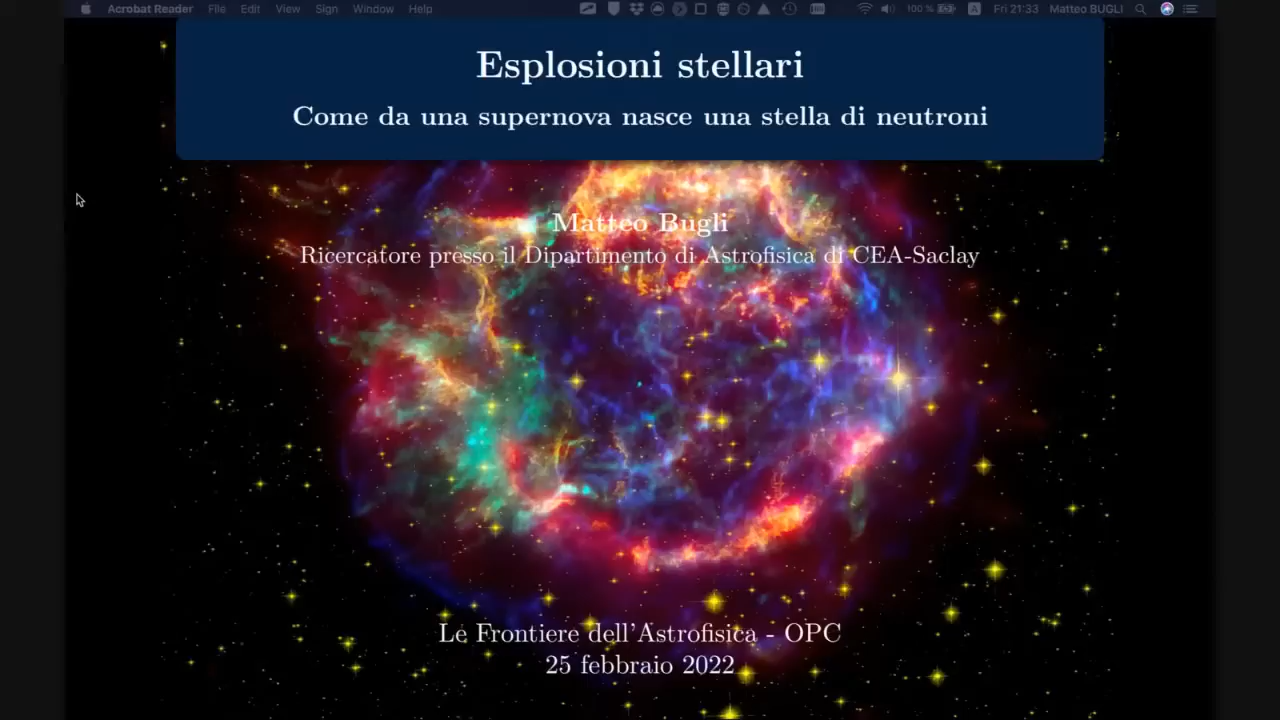 Acrobat Reader File Edit View Sign Window Help 100 % Fri 21:33 Matteo BUGLI
Esplosioni stellari
Come da una supernova nasce una stella di neutroni
Matteo Bugli
Ricercatore presso il Dipartimento di Astrofisica di CEA-Saclay
Le Frontiere dell'Astrofisica - OPC
25 febbraio 2022